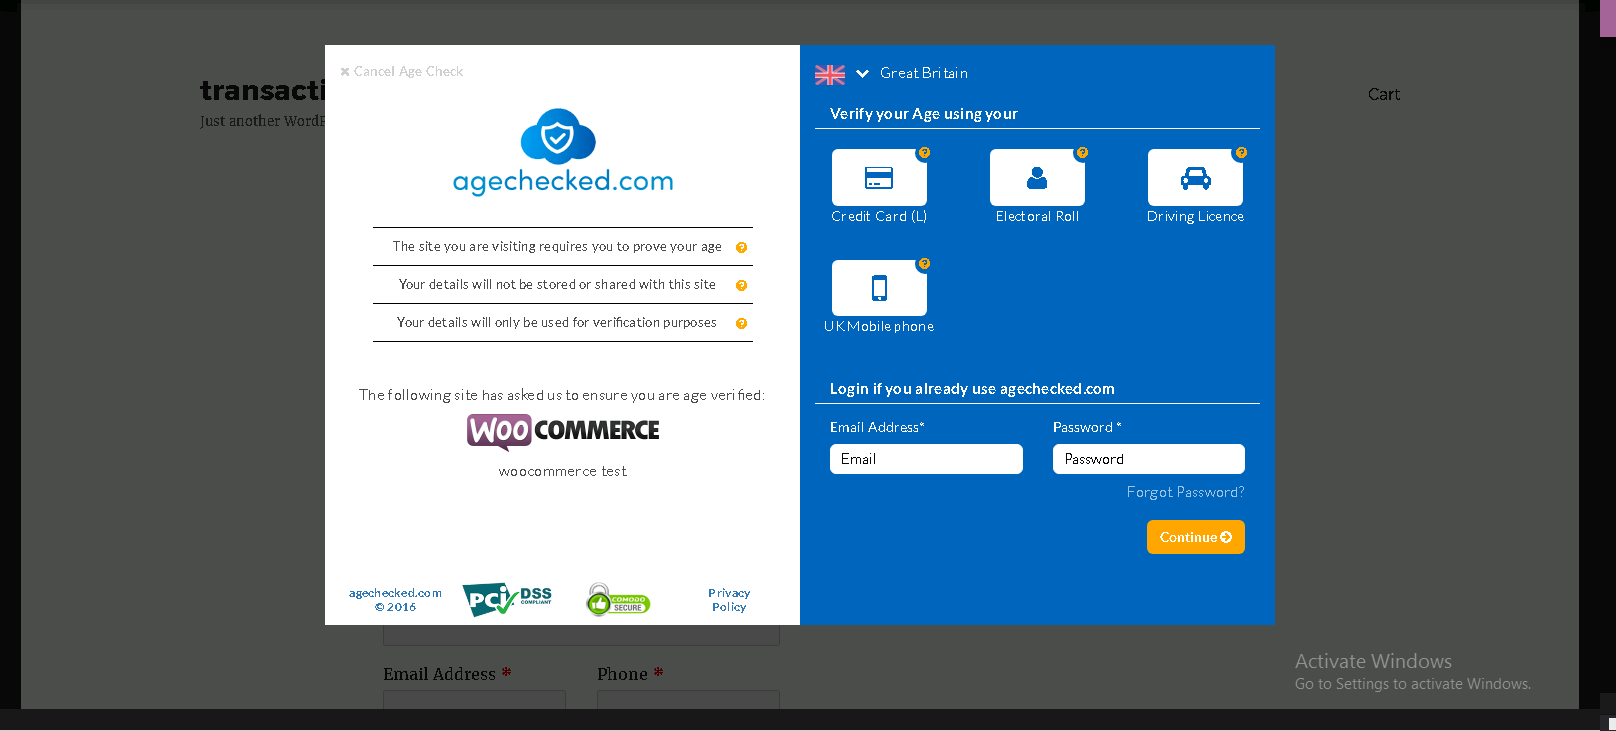 transacti
Just another WordP
Cart
Cancel Age Check
agechecked.com
The site you are visiting requires you to prove your age
Your details will not be stored or shared with this site
Your details will only be used for verification purposes
The following site has asked us to ensure you are age verified:
WOO COMMERCE
woocommerce test
agechecked.com
© 2016
PCI DSS
COMPLIANT
COMODO
SECURE
Privacy
Policy
Great Britain
Verify your Age using your
Credit Card (L)
Electoral Roll
Driving Licence
UK Mobile phone
Login if you already use agechecked.com
Email Address*
Password *
Email
Password
Forgot Password?
Continue
Email Address *
Phone *
Activate Windows
Go to Settings to activate Windows.